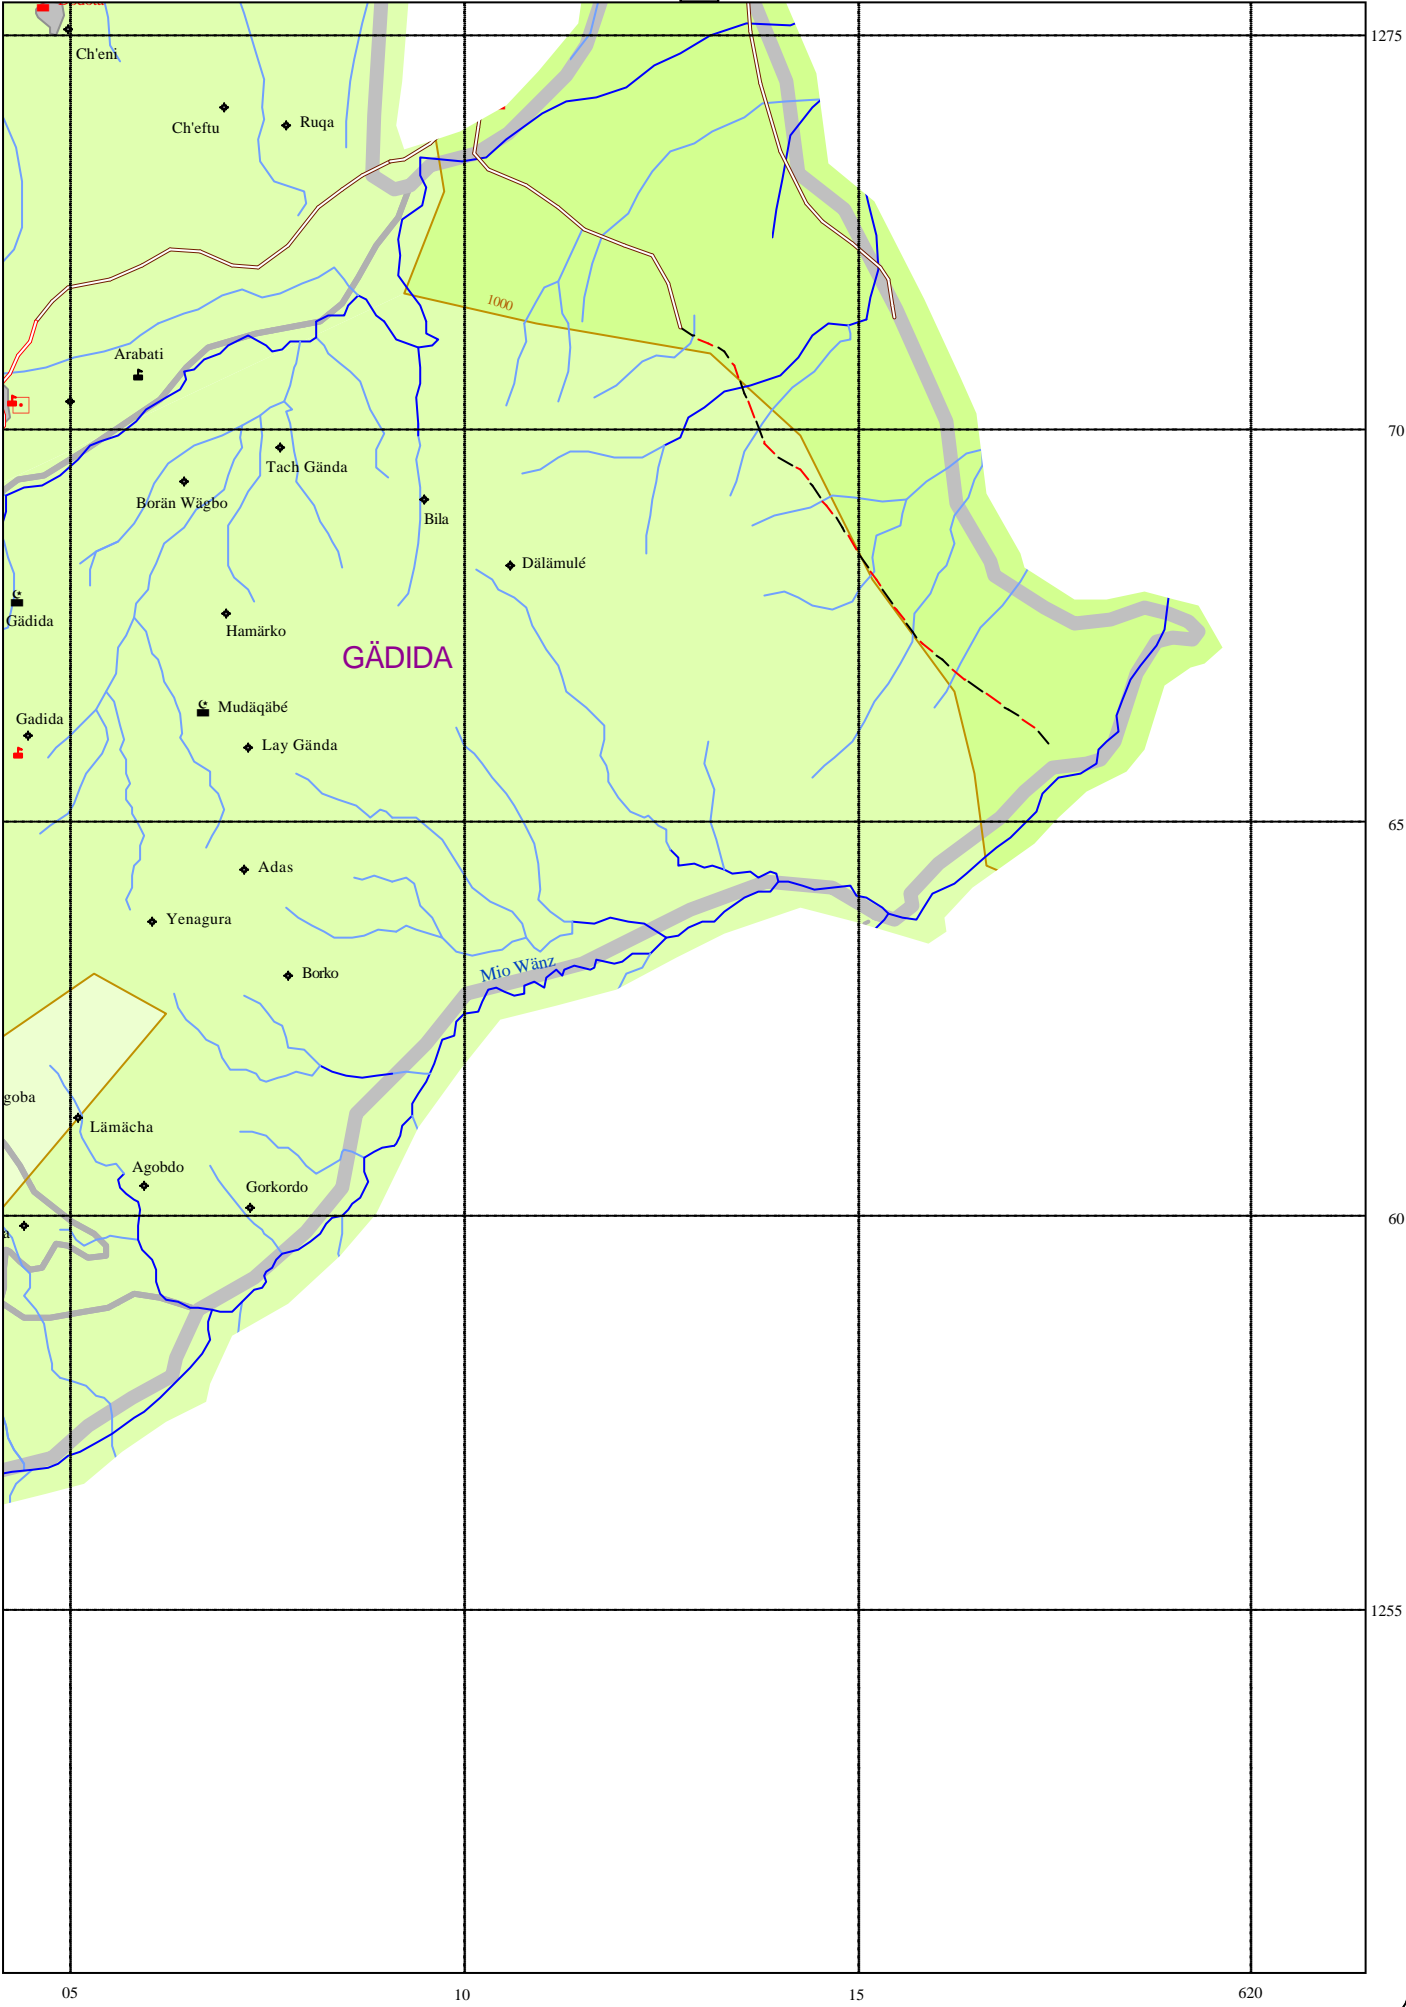 1275
Ch'eni
Ch'eftu
Ruqa
1000
Arabati
70
Tach Gända
Borän Wägbo
Bila
Dälämulé
Gädida
Hamärko
GÄDIDA
Mudäqäbé
Gadida
Lay Gända
65
Adas
Yenagura
Mio Wänz
Borko
goba
Lämächa
Agobdo
Gorkordo
60
a
1255
05
10
15
620